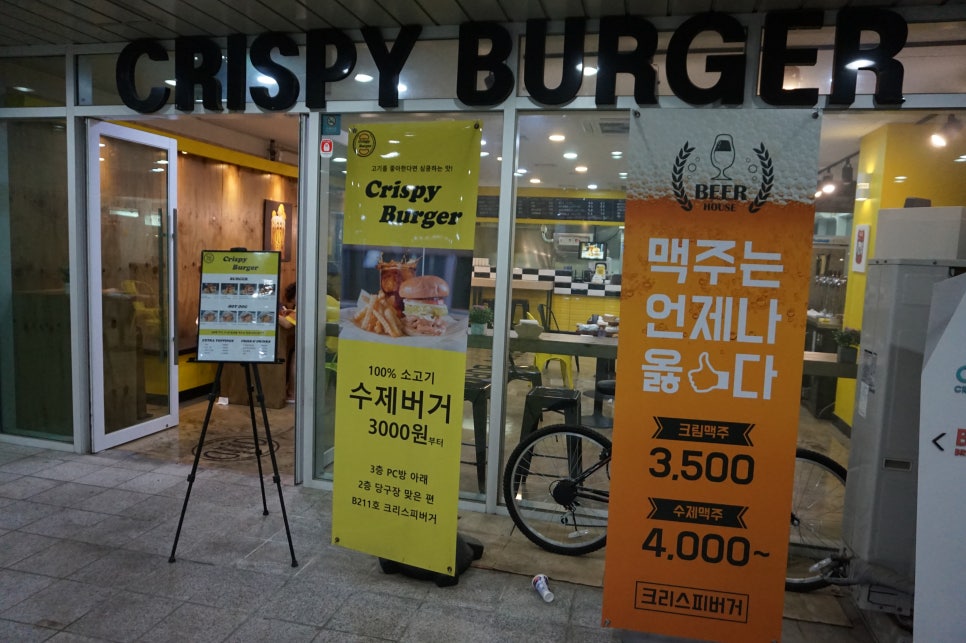 CRISPY BURGER
Crispy
Burger
BURGER
HOT DOG
고기를 좋아한다면 심쿵하는 맛!
Crispy
Burger
100% 소고기
수제버거
3000원부터
3층 PC방 아래
2층 당구장 맞은 편
B211호 크리스피버거
BEER
HOUSE
맥주는
언제나
옳다
크림맥주
3,500
수제맥주
4,000~
크리스피버거